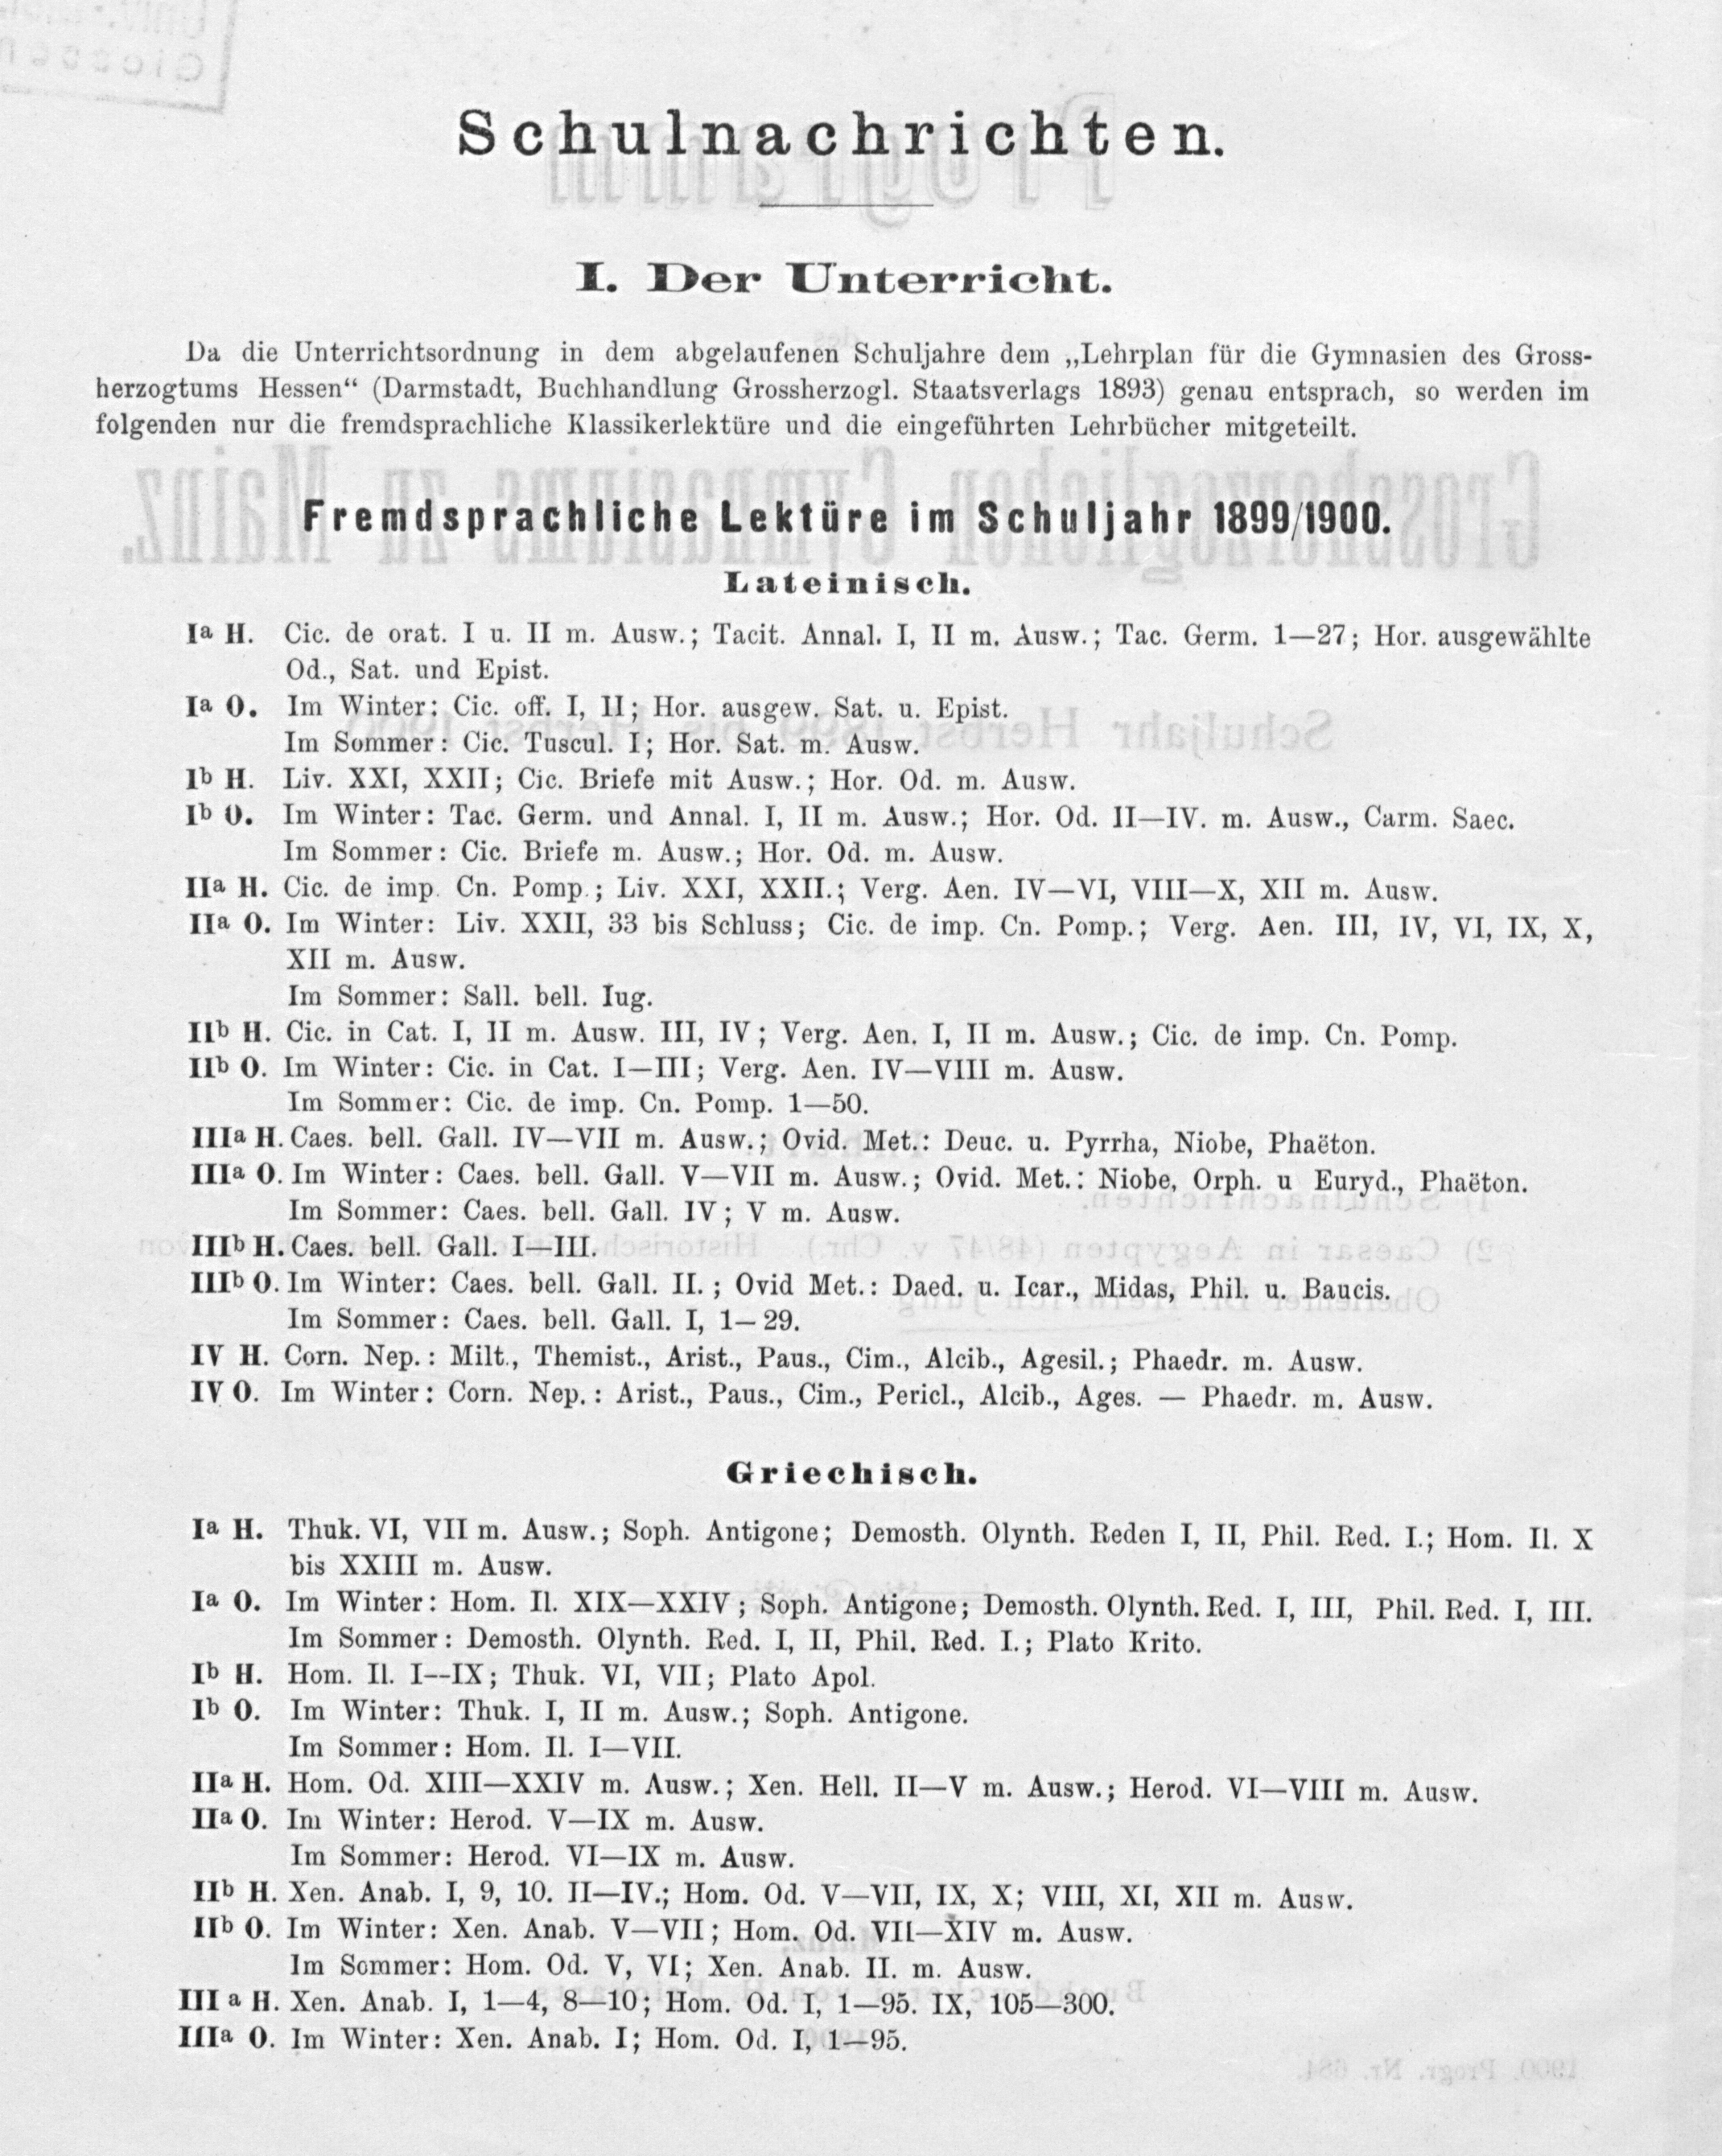 Schulnachrichten.
I. Der Unterricht.
Da die Unterrichtsordnung in dem abgelaufenen Schuljahre dem „Lehrplan für die Gymnasien des Gross-
herzogtums Hessen“ (Darmstadt, Buchhandlung Grossherzogl. Staatsverlags 1893) genau entsprach, so werden im
folgenden nur die fremdsprachliche Klassikerlektüre und die eingeführten Lehrbücher mitgeteilt.
Fremdsprachliche Lektüre im Schuljahr 1899/1900.
Lateinisch.
Ia H. Cic. de orat. I u. II m. Ausw.; Tacit. Annal. I, II m. Ausw.; Tac. Germ. 1—27; Hor. ausgewählte
Od., Sat. und Epist.
Ia O. Im Winter: Cic. off. I, II; Hor. ausgew. Sat. u. Epist.
Im Sommer: Cic. Tuscul. I; Hor. Sat. m. Ausw.
Ib H. Liv. XXI, XXII; Cic. Briefe mit Ausw.; Hor. Od. m. Ausw.
Ib O. Im Winter: Tac. Germ. und Annal. I, II m. Ausw.; Hor. Od. II—IV. m. Ausw., Carm. Saec.
Im Sommer: Cic. Briefe m. Ausw.; Hor. Od. m. Ausw.
IIa H. Cic. de imp. Cn. Pomp.; Liv. XXI, XXII.; Verg. Aen. IV—VI, VIII—X, XII m. Ausw.
IIa O. Im Winter: Liv. XXII, 33 bis Schluss; Cic. de imp. Cn. Pomp.; Verg. Aen. III, IV, VI, IX, X,
XII m. Ausw.
Im Sommer: Sall. bell. Iug.
IIb H. Cic. in Cat. I, II m. Ausw. III, IV; Verg. Aen. I, II m. Ausw.; Cic. de imp. Cn. Pomp.
IIb O. Im Winter: Cic. in Cat. I—III; Verg. Aen. IV—VIII m. Ausw.
Im Sommer: Cic. de imp. Cn. Pomp. 1—50.
IIIa H. Caes. bell. Gall. IV—VII m. Ausw.; Ovid. Met.: Deuc. u. Pyrrha, Niobe, Phaëton.
IIIa O. Im Winter: Caes. bell. Gall. V—VII m. Ausw.; Ovid. Met.: Niobe, Orph. u Euryd., Phaëton.
Im Sommer: Caes. bell. Gall. IV; V m. Ausw.
IIIb H. Caes. bell. Gall. I—III.
IIIb O. Im Winter: Caes. bell. Gall. II.; Ovid Met.: Daed. u. Icar., Midas, Phil. u. Baucis.
Im Sommer: Caes. bell. Gall. I, 1—29.
IV H. Corn. Nep.: Milt., Themist., Arist., Paus., Cim., Alcib., Agesil.; Phaedr. m. Ausw.
IV O. Im Winter: Corn. Nep.: Arist., Paus., Cim., Pericl., Alcib., Ages. — Phaedr. m. Ausw.
Griechisch.
Ia H. Thuk. VI, VII m. Ausw.; Soph. Antigone; Demosth. Olynth. Reden I, II, Phil. Red. I.; Hom. Il. X
bis XXIII m. Ausw.
Ia O. Im Winter: Hom. Il. XIX—XXIV; Soph. Antigone; Demosth. Olynth. Red. I, III, Phil. Red. I, III.
Im Sommer: Demosth. Olynth. Red. I, II, Phil. Red. I.; Plato Krito.
Ib H. Hom. Il. I--IX; Thuk. VI, VII; Plato Apol.
Ib O. Im Winter: Thuk. I, II m. Ausw.; Soph. Antigone.
Im Sommer: Hom. Il. I—VII.
IIa H. Hom. Od. XIII—XXIV m. Ausw.; Xen. Hell. II—V m. Ausw.; Herod. VI—VIII m. Ausw.
IIa O. Im Winter: Herod. V—IX m. Ausw.
Im Sommer: Herod. VI—IX m. Ausw.
IIb H. Xen. Anab. I, 9, 10. II—IV.; Hom. Od. V—VII, IX, X; VIII, XI, XII m. Ausw.
IIb O. Im Winter: Xen. Anab. V—VII; Hom. Od. VII—XIV m. Ausw.
Im Sommer: Hom. Od. V, VI; Xen. Anab. II. m. Ausw.
III a H. Xen. Anab. I, 1—4, 8—10; Hom. Od. I, 1—95. IX, 105—300.
IIIa O. Im Winter: Xen. Anab. I; Hom. Od. I, 1—95.